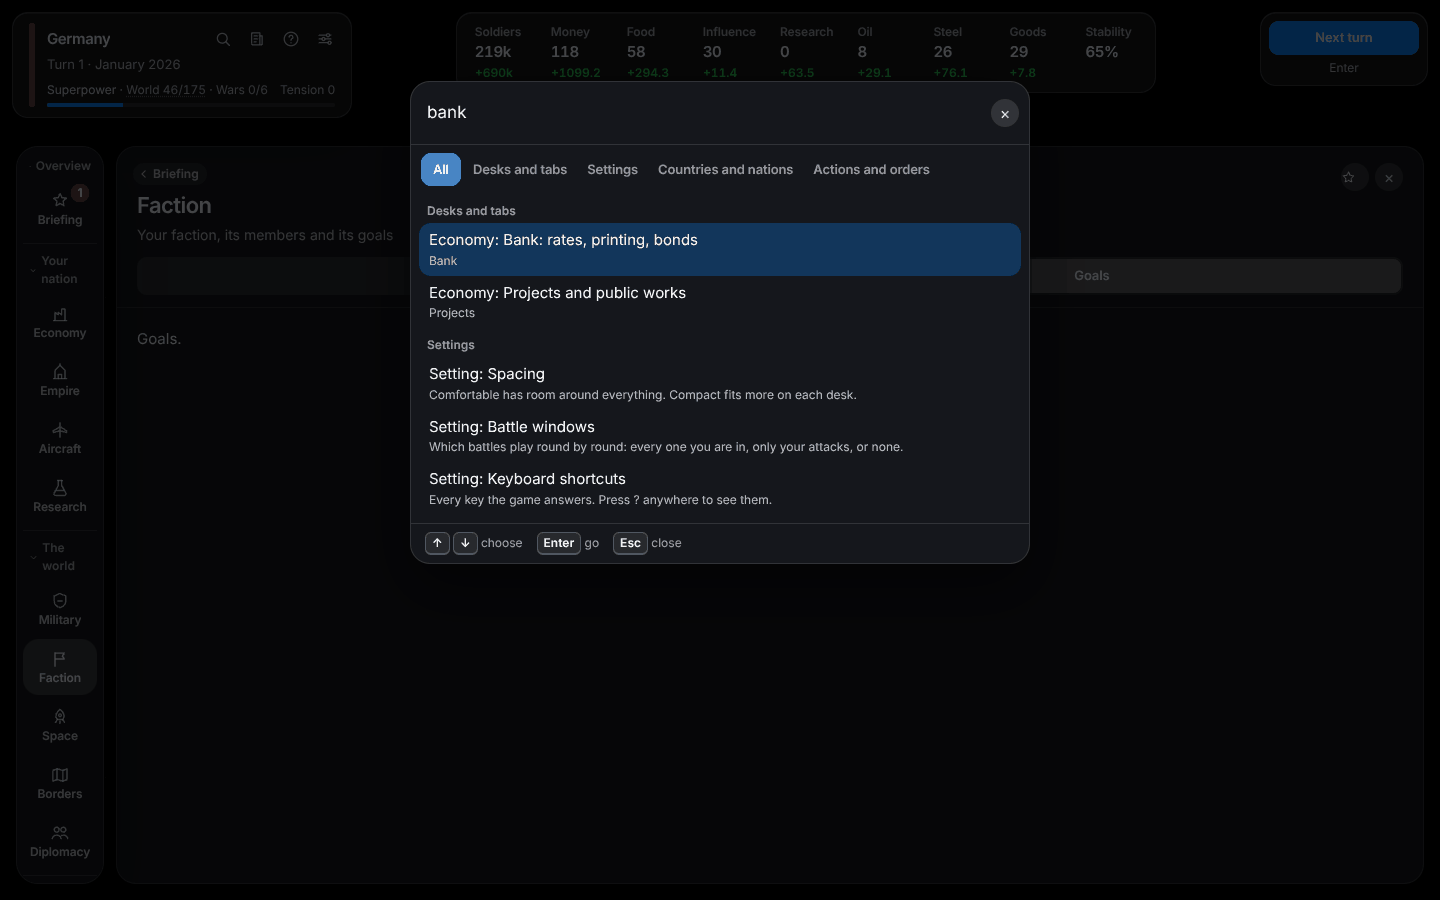 Germany
Turn 1 · January 2026
Superpower · World 46/175 · Wars 0/6 Tension 0
Soldiers Money Food Influence Research Oil Steel Goods Stability
219k 118 58 30 0 8 26 29 65%
+690k +1099.2 +294.3 +11.4 +63.5 +29.1 +76.1 +7.8
Next turn
Enter
bank
All Desks and tabs Settings Countries and nations Actions and orders
Desks and tabs
Economy: Bank: rates, printing, bonds
Bank
Economy: Projects and public works
Projects
Settings
Setting: Spacing
Comfortable has room around everything. Compact fits more on each desk.
Setting: Battle windows
Which battles play round by round: every one you are in, only your attacks, or none.
Setting: Keyboard shortcuts
Every key the game answers. Press ? anywhere to see them.
↑ ↓ choose Enter go Esc close
Overview
1
Briefing
Your
nation
Economy
Empire
Aircraft
Research
The
world
Military
Faction
Space
Borders
Diplomacy
Briefing
Faction
Your faction, its members and its goals
Goals
Goals.